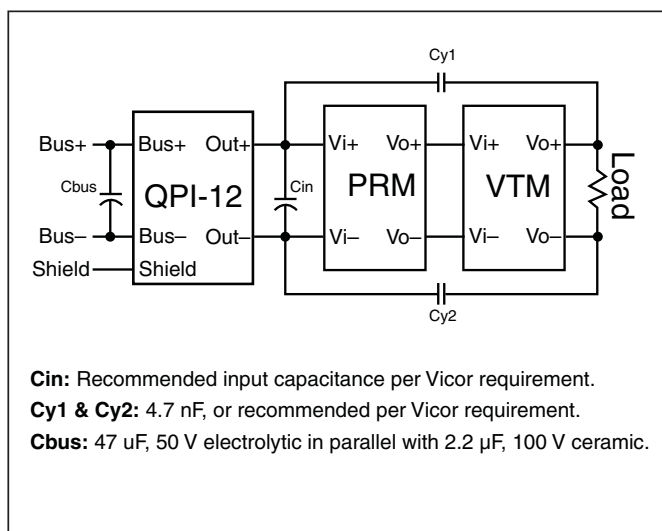 Cy1
Bus+ Bus+ Out+ Vi+ Vo+ Vi+ Vo+
Cbus QPI-12 Cin PRM VTM Load
Bus– Bus– Out– Vi– Vo– Vi– Vo–
Shield Shield
Cy2
Cin: Recommended input capacitance per Vicor requirement.
Cy1 & Cy2: 4.7 nF, or recommended per Vicor requirement.
Cbus: 47 uF, 50 V electrolytic in parallel with 2.2 µF, 100 V ceramic.